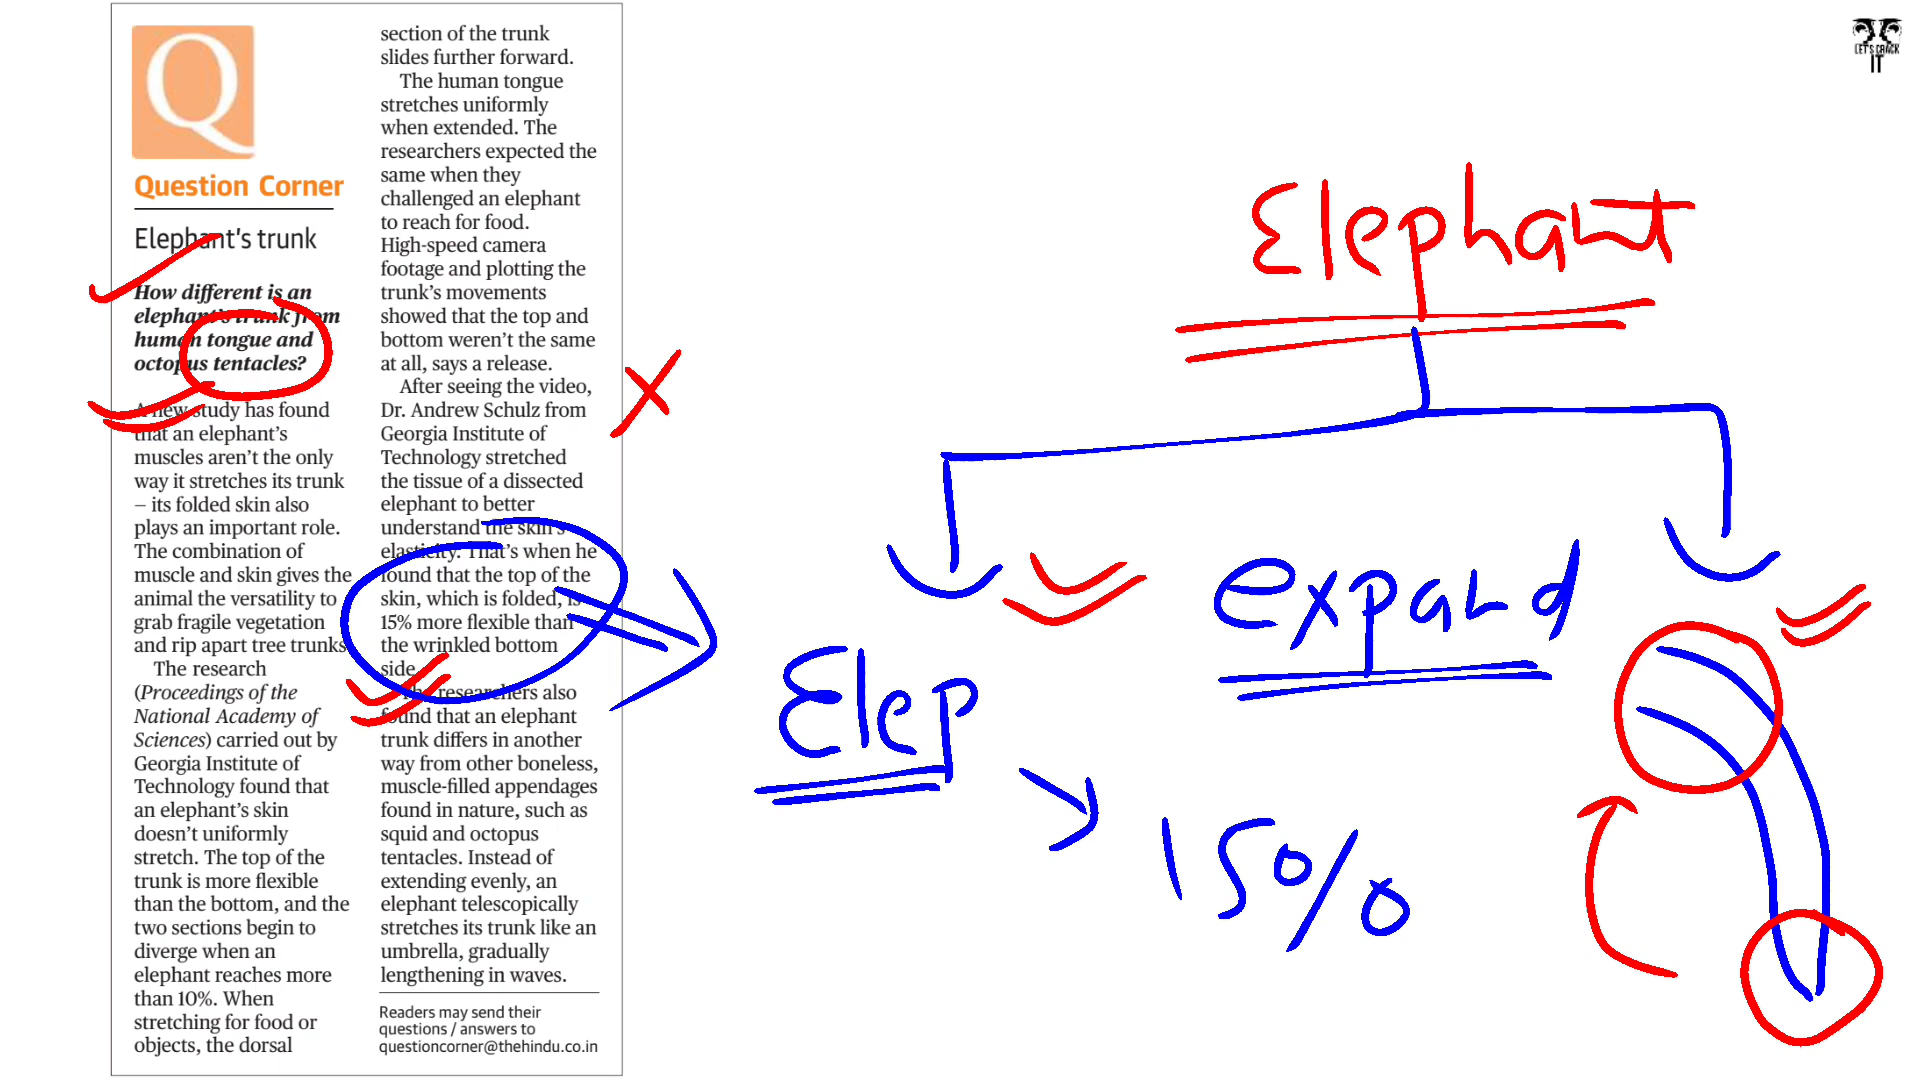 Q
Question Corner
Elephant's trunk
How different is an
elephant's trunk from
human tongue and
octopus tentacles?
A new study has found
that an elephant's
muscles aren't the only
way it stretches its trunk
– its folded skin also
plays an important role.
The combination of
muscle and skin gives the
animal the versatility to
grab fragile vegetation
and rip apart tree trunks.
The research
(Proceedings of the
National Academy of
Sciences) carried out by
Georgia Institute of
Technology found that
an elephant's skin
doesn't uniformly
stretch. The top of the
trunk is more flexible
than the bottom, and the
two sections begin to
diverge when an
elephant reaches more
than 10%. When
stretching for food or
objects, the dorsal
section of the trunk
slides further forward.
The human tongue
stretches uniformly
when extended. The
researchers expected the
same when they
challenged an elephant
to reach for food.
High-speed camera
footage and plotting the
trunk's movements
showed that the top and
bottom weren't the same
at all, says a release.
After seeing the video,
Dr. Andrew Schulz from
Georgia Institute of
Technology stretched
the tissue of a dissected
elephant to better
understand the skin's
elasticity. That's when he
found that the top of the
skin, which is folded, is
15% more flexible than
the wrinkled bottom
side.
The researchers also
found that an elephant
trunk differs in another
way from other boneless,
muscle-filled appendages
found in nature, such as
squid and octopus
tentacles. Instead of
extending evenly, an
elephant telescopically
stretches its trunk like an
umbrella, gradually
lengthening in waves.
Readers may send their
questions / answers to
questioncorner@thehindu.co.in
LET'S CRACK
IT
Elephant
expand
Elep
15%